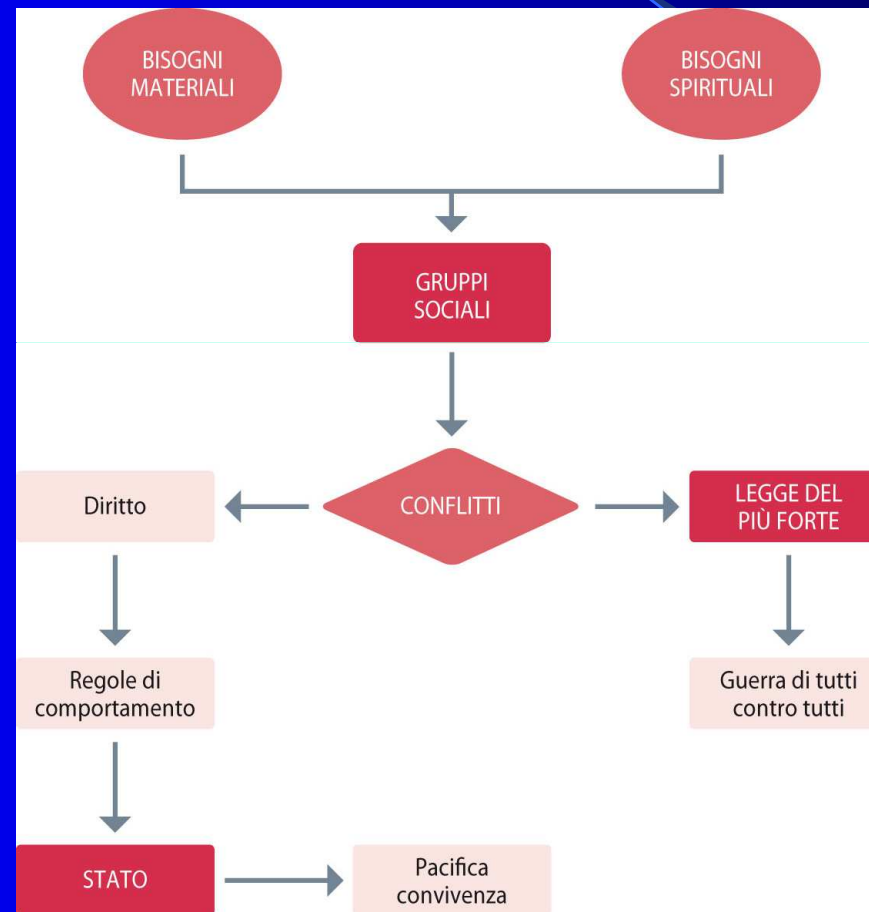 BISOGNI
MATERIALI
BISOGNI
SPIRITUALI
GRUPPI
SOCIALI
Diritto
CONFLITTI
LEGGE DEL
PIÙ FORTE
Regole di
comportamento
Guerra di tutti
contro tutti
STATO
Pacifica
convivenza